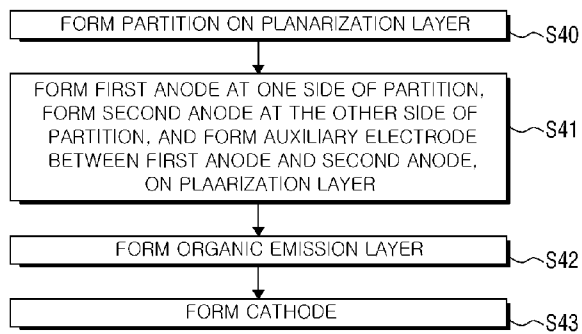 FORM PARTITION ON PLANARIZATION LAYER
S40
FORM FIRST ANODE AT ONE SIDE OF PARTITION,
FORM SECOND ANODE AT THE OTHER SIDE OF
PARTITION, AND FORM AUXILIARY ELECTRODE
BETWEEN FIRST ANODE AND SECOND ANODE,
ON PLAARIZATION LAYER
S41
FORM ORGANIC EMISSION LAYER
S42
FORM CATHODE
S43